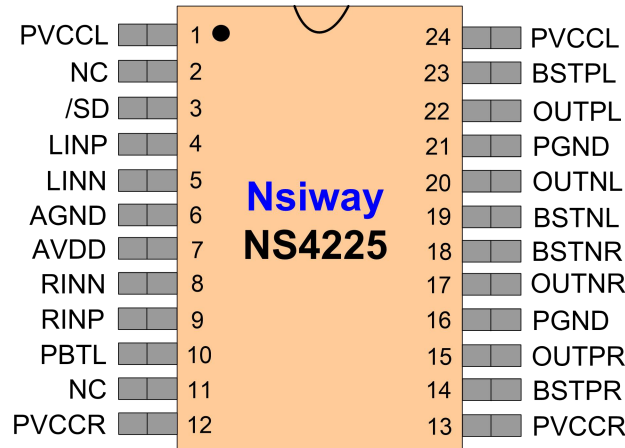 PVCCL 1 24 PVCCL
NC 2 23 BSTPL
/SD 3 22 OUTPL
LINP 4 21 PGND
LINN 5 20 OUTNL
Nsiway
AGND 6 19 BSTNL
NS4225
AVDD 7 18 BSTNR
RINN 8 17 OUTNR
RINP 9 16 PGND
PBTL 10 15 OUTPR
NC 11 14 BSTPR
PVCCR 12 13 PVCCR